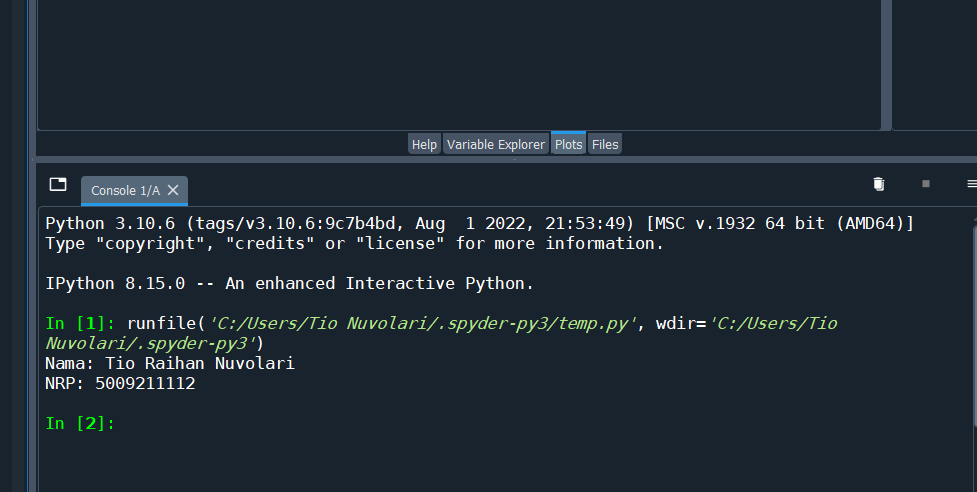 Help Variable Explorer Plots Files
Console 1/A
Python 3.10.6 (tags/v3.10.6:9c7b4bd, Aug  1 2022, 21:53:49) [MSC v.1932 64 bit (AMD64)]
Type "copyright", "credits" or "license" for more information.
IPython 8.15.0 -- An enhanced Interactive Python.
In [1]: runfile('C:/Users/Tio Nuvolari/.spyder-py3/temp.py', wdir='C:/Users/Tio
Nuvolari/.spyder-py3')
Nama: Tio Raihan Nuvolari
NRP: 5009211112
In [2]: